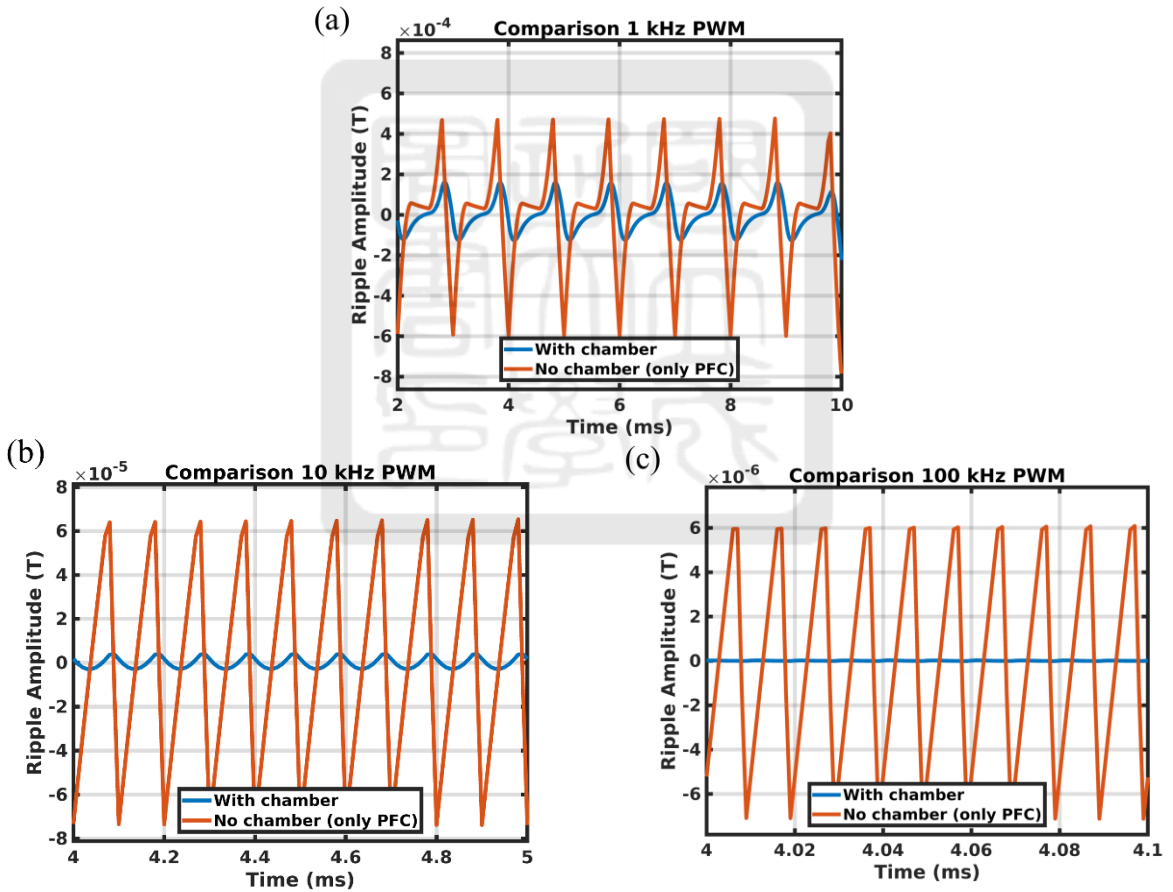 (a)
×10⁻⁴ Comparison 1 kHz PWM
Ripple Amplitude (T)
8
6
4
2
0
-2
-4
-6
-8
With chamber
No chamber (only PFC)
2 4 6 8 10
Time (ms)
(b)
×10⁻⁵ Comparison 10 kHz PWM
Ripple Amplitude (T)
8
6
4
2
0
-2
-4
-6
-8
With chamber
No chamber (only PFC)
4 4.2 4.4 4.6 4.8 5
Time (ms)
(c)
×10⁻⁶ Comparison 100 kHz PWM
Ripple Amplitude (T)
6
4
2
0
-2
-4
-6
With chamber
No chamber (only PFC)
4 4.02 4.04 4.06 4.08 4.1
Time (ms)